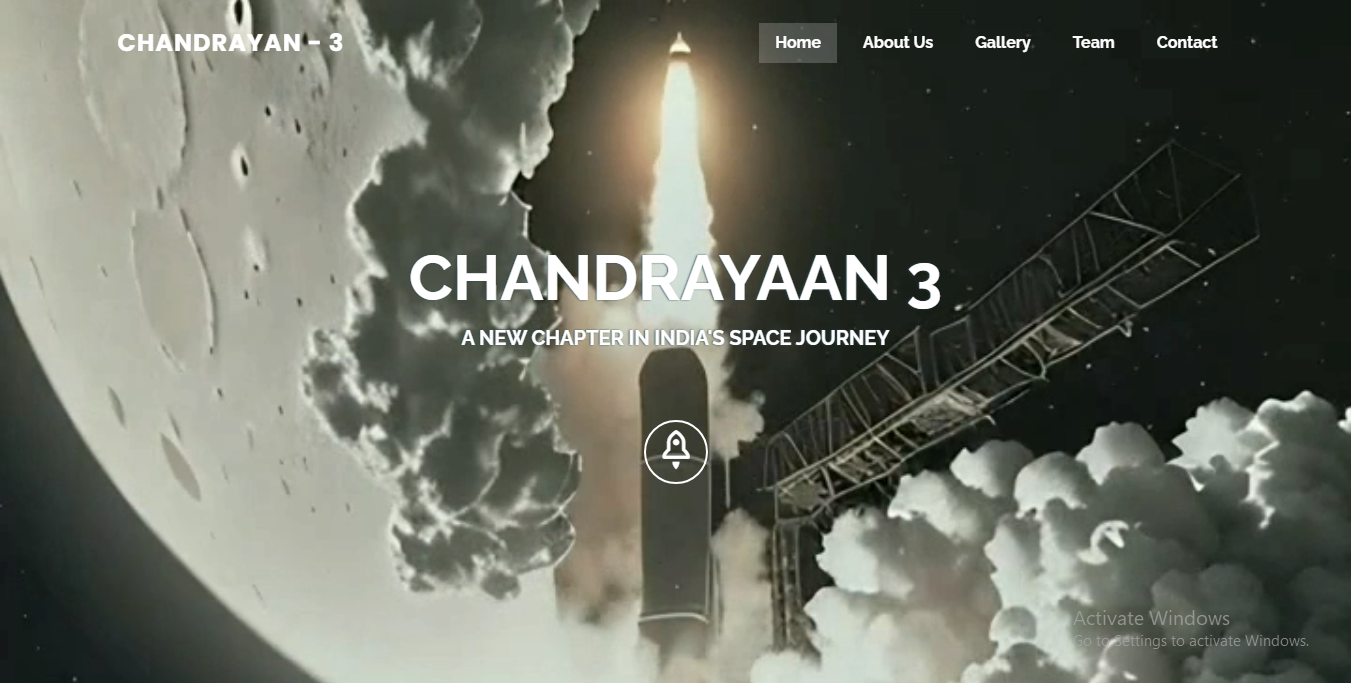 CHANDRAYAN - 3
Home About Us Gallery Team Contact
CHANDRAYAAN 3
A NEW CHAPTER IN INDIA'S SPACE JOURNEY
Activate Windows
Go to Settings to activate Windows.